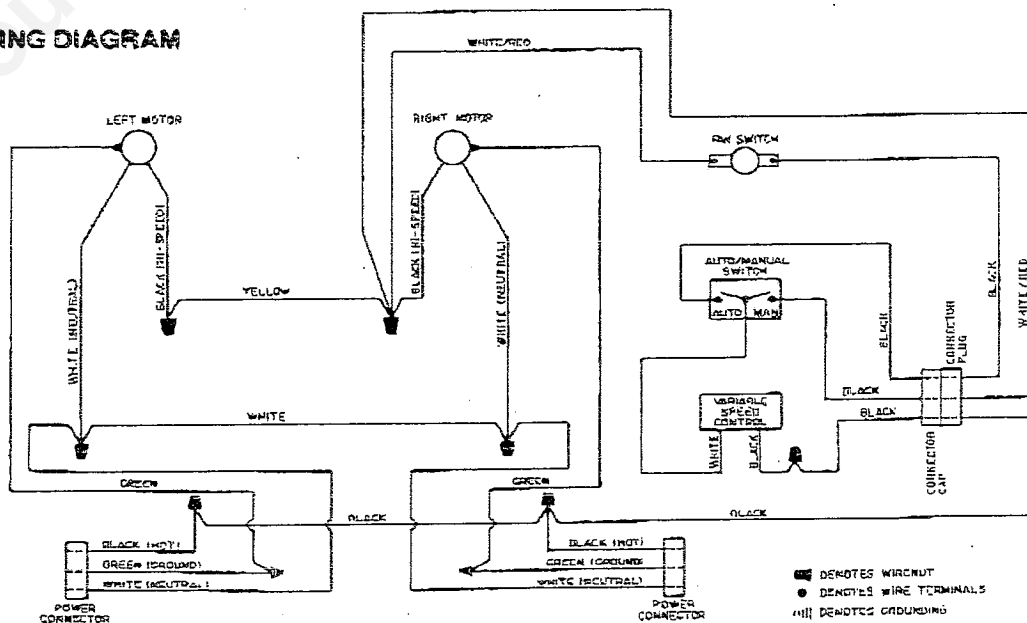 ING DIAGRAM
WHITE/RED
LEFT MOTOR
RIGHT MOTOR
FAN SWITCH
BLACK (HI-SPEED)
BLACK (HI-SPEED)
WHITE (NEUTRAL)
WHITE (NEUTRAL)
YELLOW
AUTO/MANUAL
SWITCH
AUTO
MAN
BLACK
BLACK
WHITE/RED
CONNECTOR
PLUG
WHITE
VARIABLE
SPEED
CONTROL
BLACK
BLACK
WHITE
BLACK
CONNECTOR
CAP
GREEN
GREEN
BLACK
BLACK
BLACK (HOT)
GREEN (GROUND)
WHITE (NEUTRAL)
POWER
CONNECTOR
BLACK (HOT)
GREEN (GROUND)
WHITE (NEUTRAL)
POWER
CONNECTOR
DENOTES WIRENUT
DENOTES WIRE TERMINALS
DENOTES GROUNDING